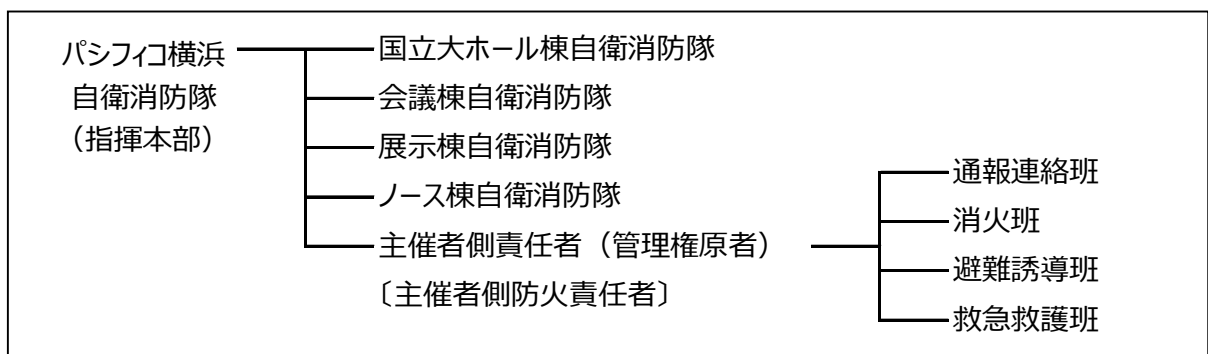 パシフィコ横浜
自衛消防隊
(指揮本部)
国立大ホール棟自衛消防隊
会議棟自衛消防隊
展示棟自衛消防隊
ノース棟自衛消防隊
主催者側責任者(管理権原者)
〔主催者側防火責任者〕
通報連絡班
消火班
避難誘導班
救急救護班